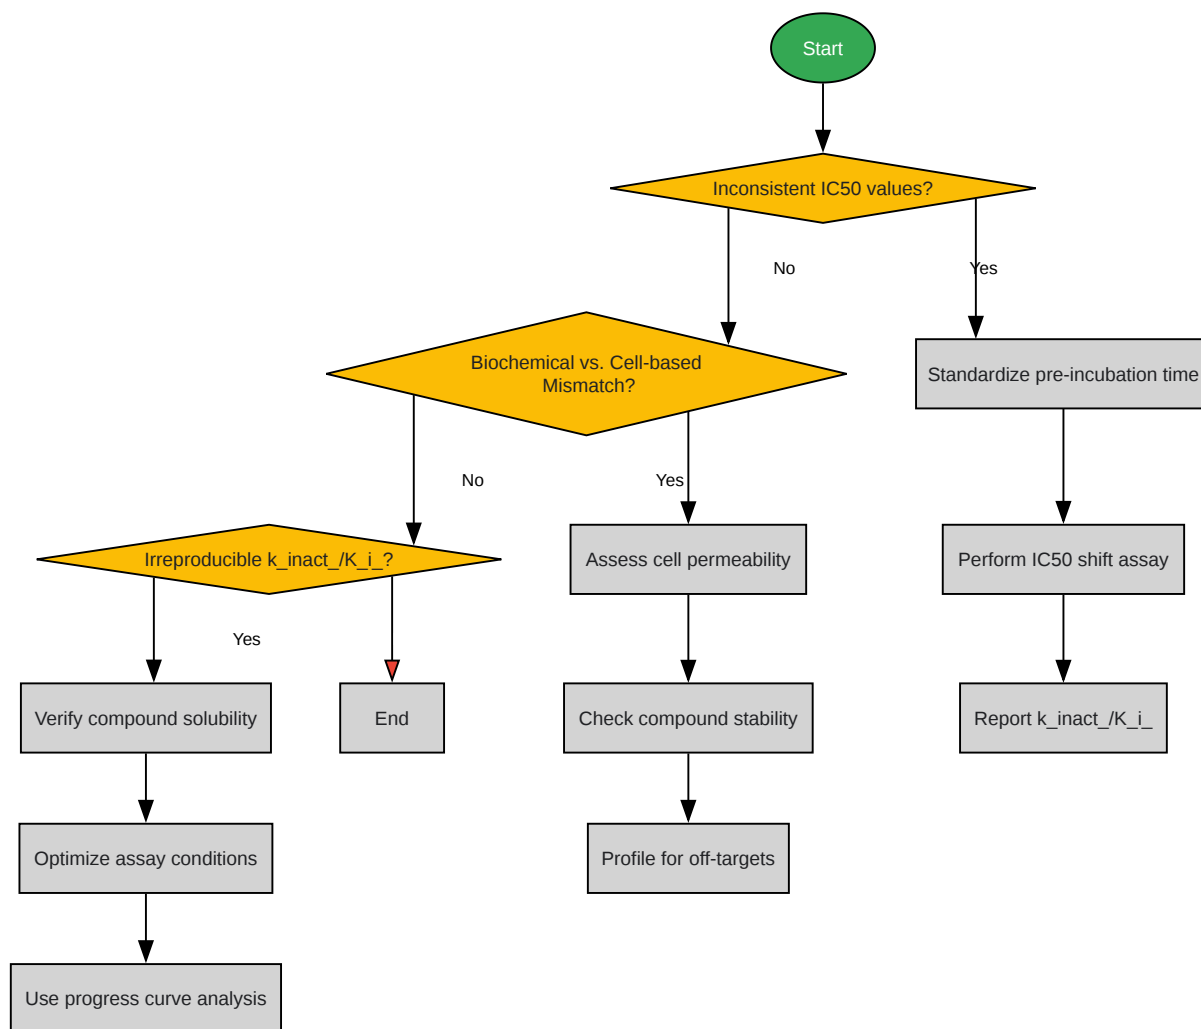 Start
Inconsistent IC50 values?
No
Yes
Biochemical vs. Cell-based
Mismatch?
Standardize pre-incubation time
No
Yes
Irreproducible k_inact_/K_i_?
Assess cell permeability
Perform IC50 shift assay
Yes
Verify compound solubility
End
Check compound stability
Report k_inact_/K_i_
Optimize assay conditions
Profile for off-targets
Use progress curve analysis